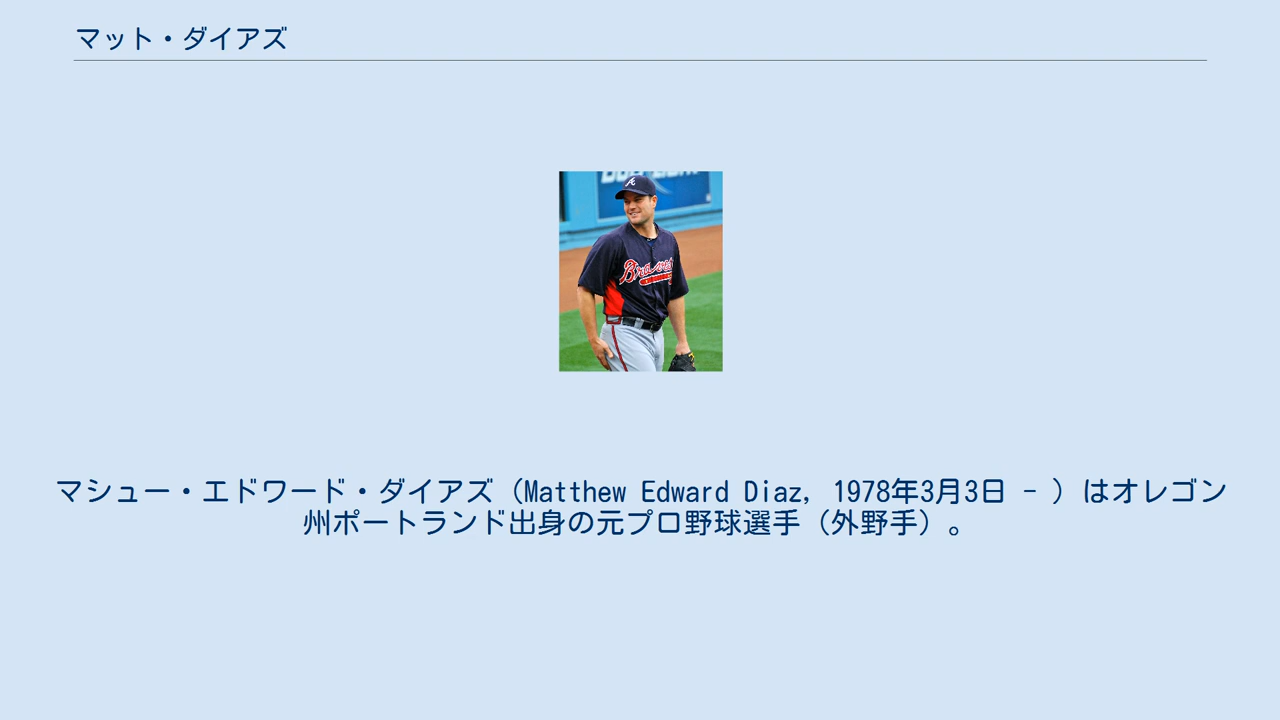 マット・ダイアズ
Braves
マシュー・エドワード・ダイアズ（Matthew Edward Diaz, 1978年3月3日 - ）はオレゴン
州ポートランド出身の元プロ野球選手（外野手）。